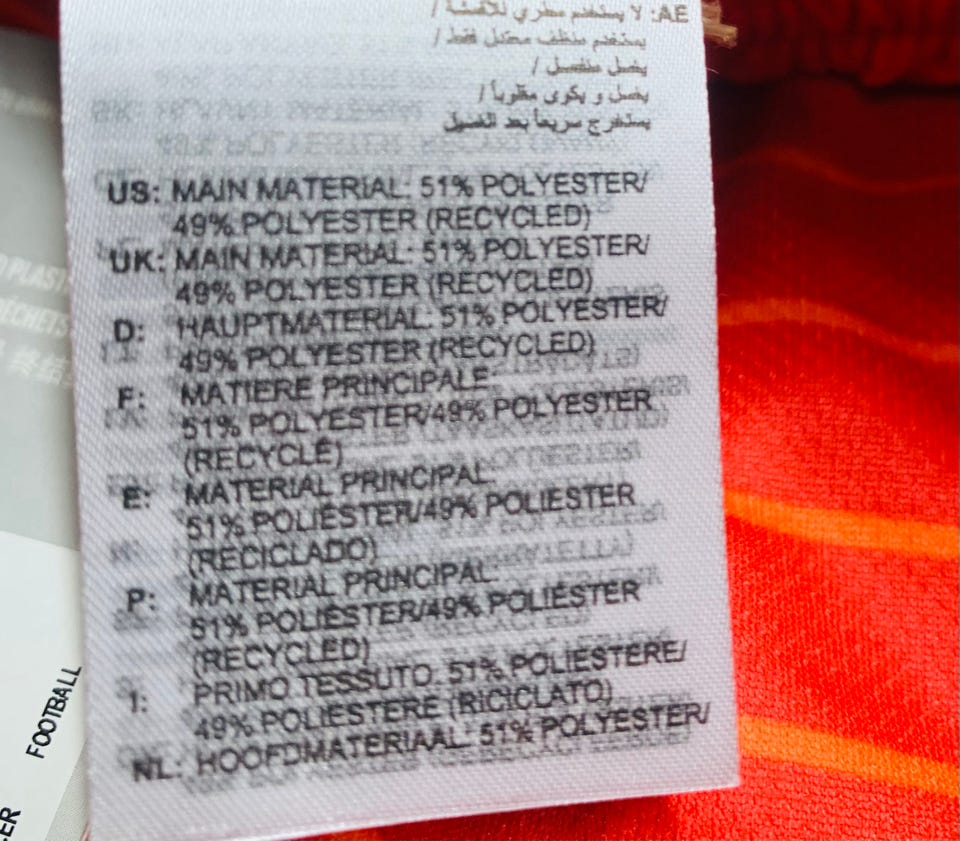 AE: لا يستخدم مطري للأقمشة /
يستخدم منظف معتدل فقط /
يغسل منفصل /
يغسل و يكوى مقلوباً /
يستخرج سريعاً بعد الغسيل
US: MAIN MATERIAL: 51% POLYESTER/
49% POLYESTER (RECYCLED)
UK: MAIN MATERIAL: 51% POLYESTER/
49% POLYESTER (RECYCLED)
D: HAUPTMATERIAL: 51% POLYESTER/
49% POLYESTER (RECYCLED)
F: MATIERE PRINCIPALE
51% POLYESTER/49% POLYESTER
(RECYCLÉ)
E: MATERIAL PRINCIPAL
51% POLIÉSTER/49% POLIESTER
(RECICLADO)
P: MATERIAL PRINCIPAL
51% POLIÉSTER/49% POLIÉSTER
(RECYCLED)
I: PRIMO TESSUTO: 51% POLIESTERE/
49% POLIESTERE (RICICLATO)
NL: HOOFDMATERIAAL: 51% POLYESTER/
FOOTBALL